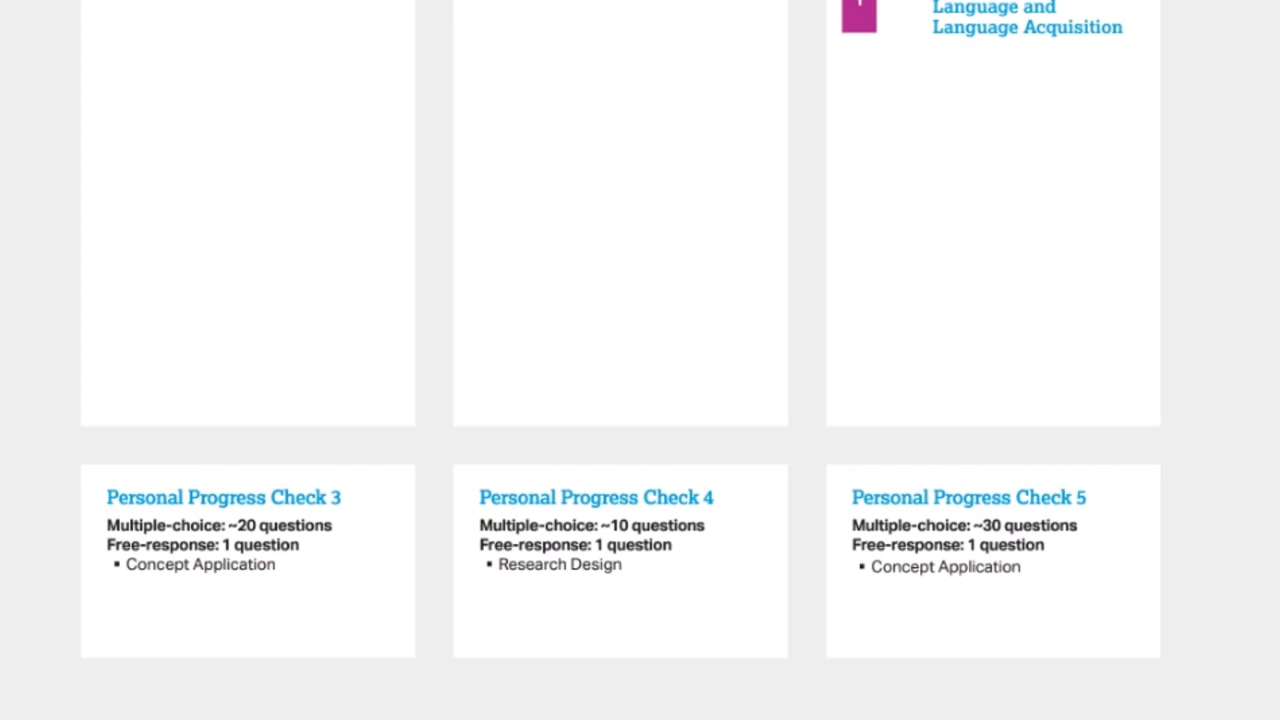 Language and
Language Acquisition
Personal Progress Check 3
Multiple-choice: ~20 questions
Free-response: 1 question
▪ Concept Application
Personal Progress Check 4
Multiple-choice: ~10 questions
Free-response: 1 question
▪ Research Design
Personal Progress Check 5
Multiple-choice: ~30 questions
Free-response: 1 question
▪ Concept Application